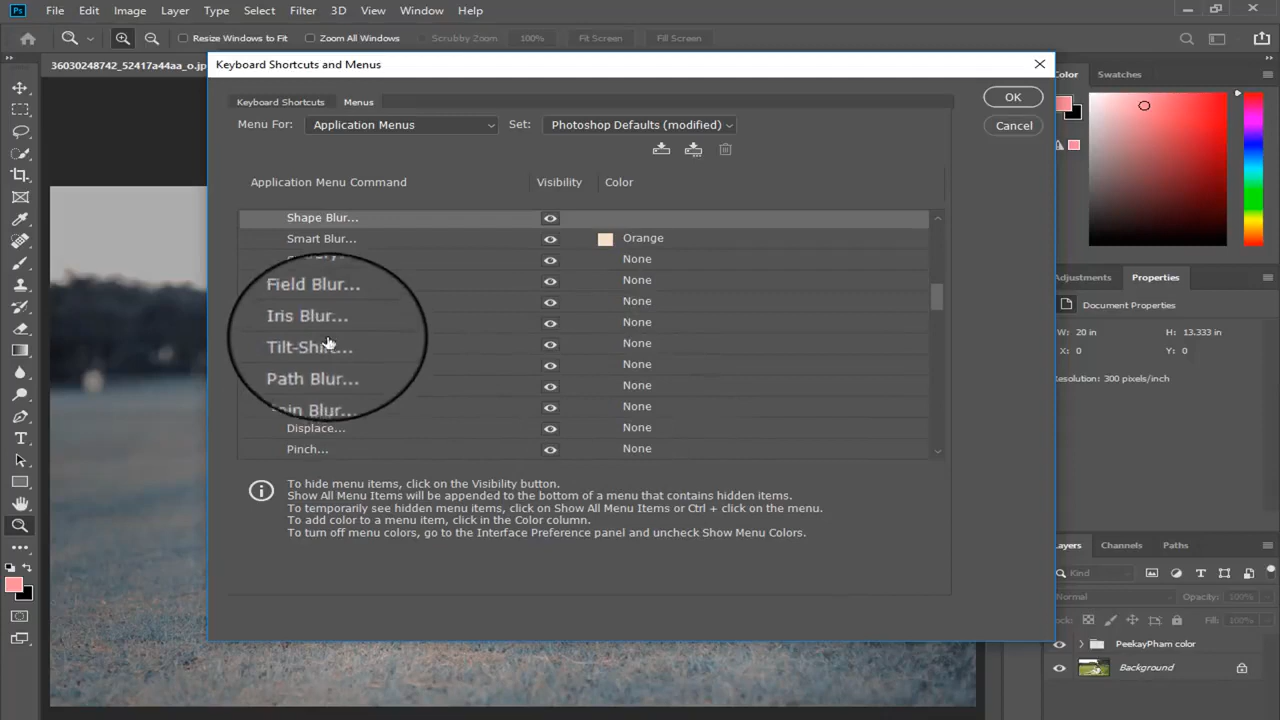 Ps File Edit Image Layer Type Select Filter 3D View Window Help
Resize Windows to Fit Zoom All Windows Scrubby Zoom 100% Fit Screen Fill Screen
36030248742_52417a44aa_o.jp
Keyboard Shortcuts and Menus
Keyboard Shortcuts Menus
OK
Menu For: Application Menus Set: Photoshop Defaults (modified)
Cancel
Application Menu Command Visibility Color
Shape Blur...
Smart Blur... Orange
None
Field Blur... None
Iris Blur... None
None
Tilt-Shift... None
None
Path Blur... None
Spin Blur... None
Displace... None
Pinch... None
To hide menu items, click on the Visibility button.
Show All Menu Items will be appended to the bottom of a menu that contains hidden items.
To temporarily see hidden menu items, click on Show All Menu Items or Ctrl + click on the menu.
To add color to a menu item, click in the Color column.
To turn off menu colors, go to the Interface Preference panel and uncheck Show Menu Colors.
Color Swatches
Adjustments Properties
Document Properties
W: 20 in H: 13.333 in
X: 0 Y: 0
Resolution: 300 pixels/inch
Layers Channels Paths
Kind
Normal Opacity: 100%
Lock: Fill: 100%
PeekayPham color
Background